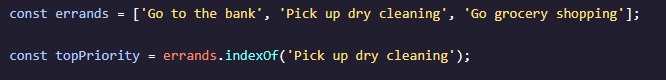 const errands = ['Go to the bank', 'Pick up dry cleaning', 'Go grocery shopping'];
const topPriority = errands.indexOf('Pick up dry cleaning');